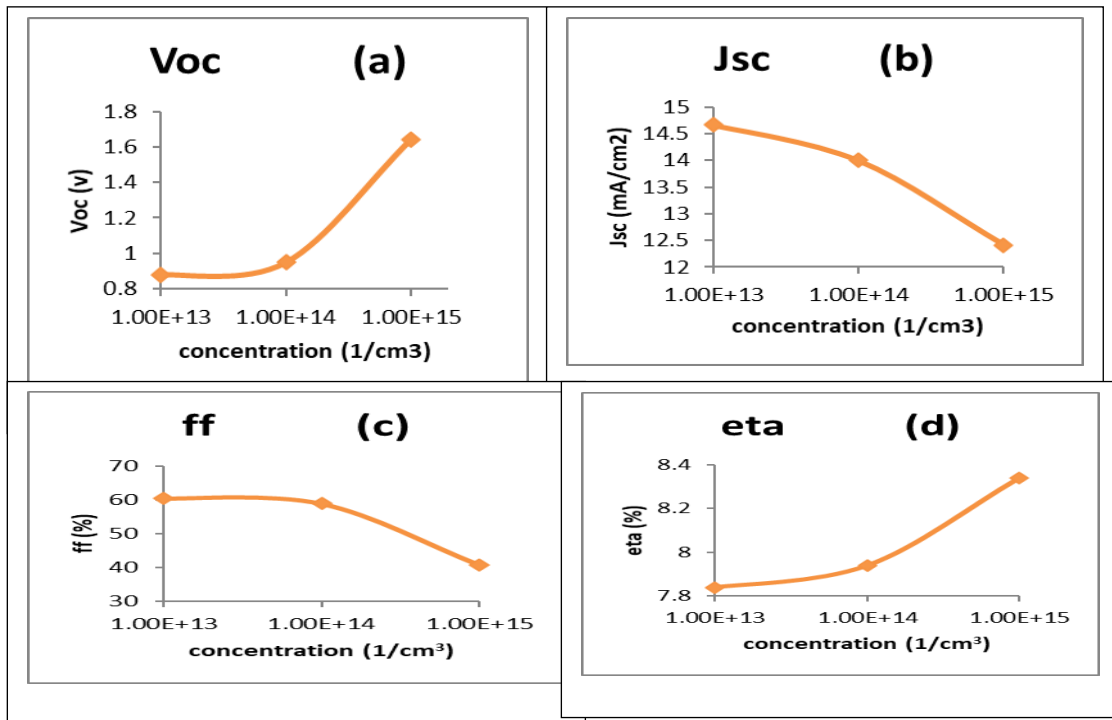 Voc (a)
Voc (v)
1.8
1.6
1.4
1.2
1
0.8
1.00E+13 1.00E+14 1.00E+15
concentration (1/cm3)
Jsc (b)
Jsc (mA/cm2)
15
14.5
14
13.5
13
12.5
12
1.00E+13 1.00E+14 1.00E+15
concentration (1/cm3)
ff (c)
ff (%)
70
60
50
40
30
1.00E+13 1.00E+14 1.00E+15
concentration (1/cm³)
eta (d)
eta (%)
8.4
8.2
8
7.8
1.00E+13 1.00E+14 1.00E+15
concentration (1/cm³)